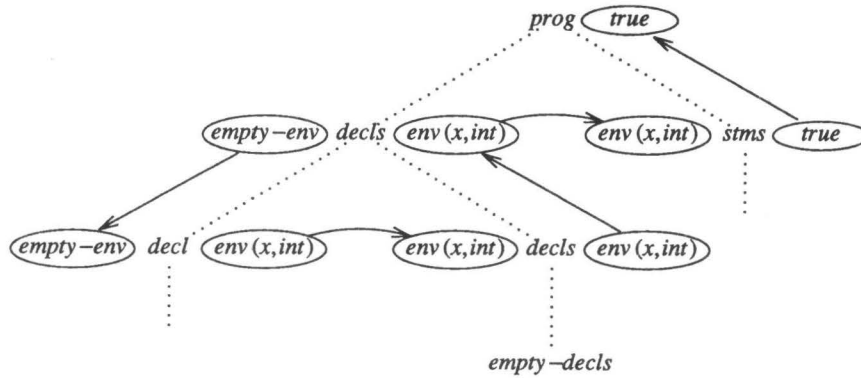 prog true
empty-env decls env(x,int) env(x,int) stms true
empty-env decl env(x,int) env(x,int) decls env(x,int)
empty-decls